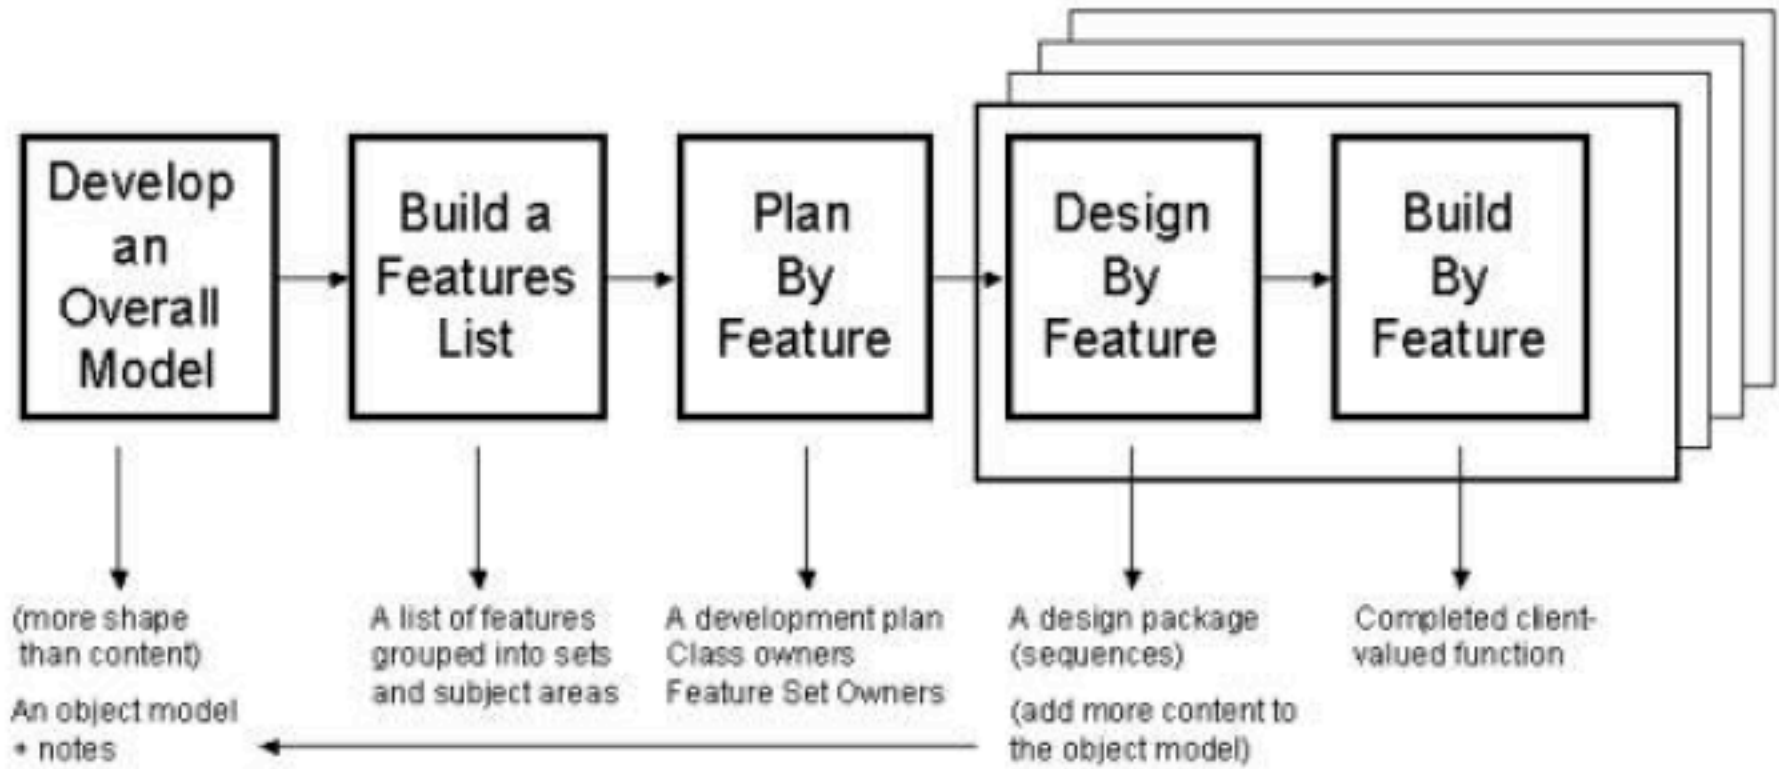 Develop
an
Overall
Model
Build a
Features
List
Plan
By
Feature
Design
By
Feature
Build
By
Feature
(more shape
than content)
An object model
+ notes
A list of features
grouped into sets
and subject areas
A development plan
Class owners
Feature Set Owners
A design package
(sequences)
(add more content to
the object model)
Completed client-
valued function